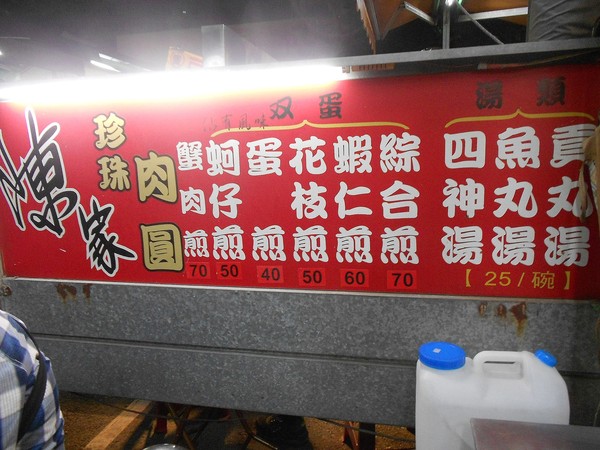 陳家
珍珠
肉圓
双蛋
湯類
蟹肉煎 70
蚵仔煎 50
蛋煎 40
花枝煎 50
蝦仁煎 60
綜合煎 70
四神湯
魚丸湯
貢丸湯
【25/碗】